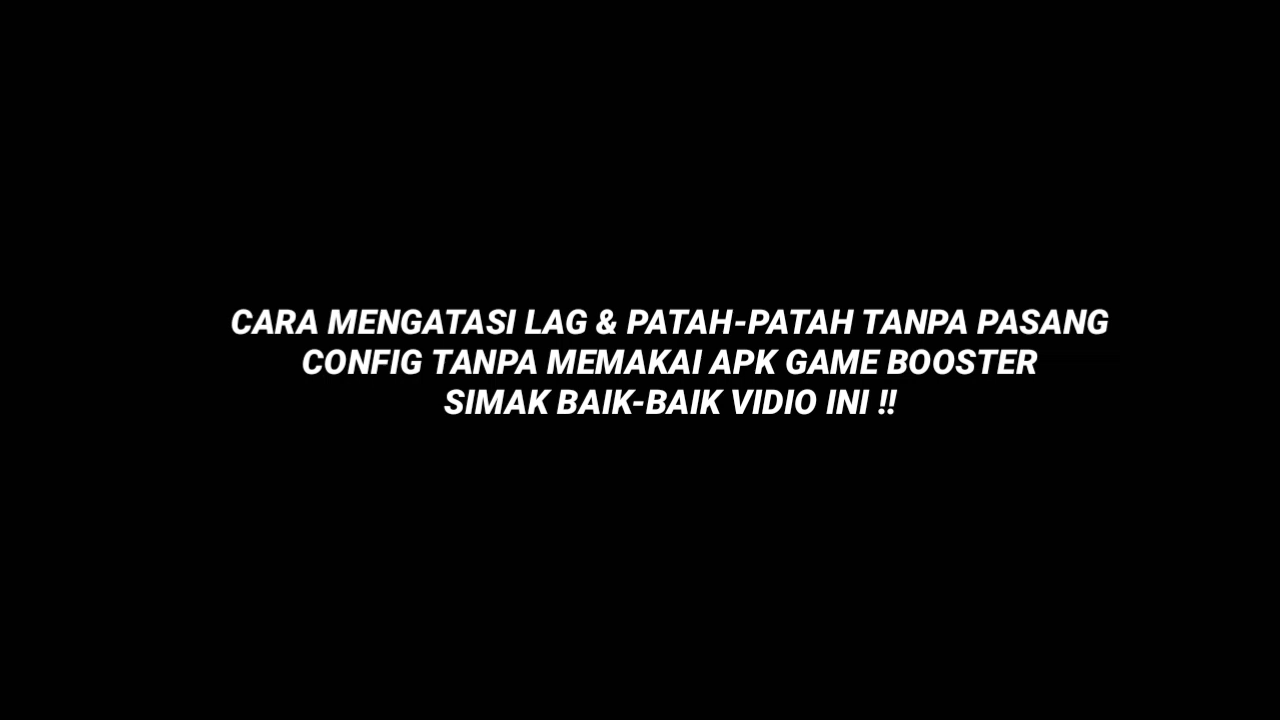 CARA MENGATASI LAG & PATAH-PATAH TANPA PASANG
CONFIG TANPA MEMAKAI APK GAME BOOSTER
SIMAK BAIK-BAIK VIDIO INI !!